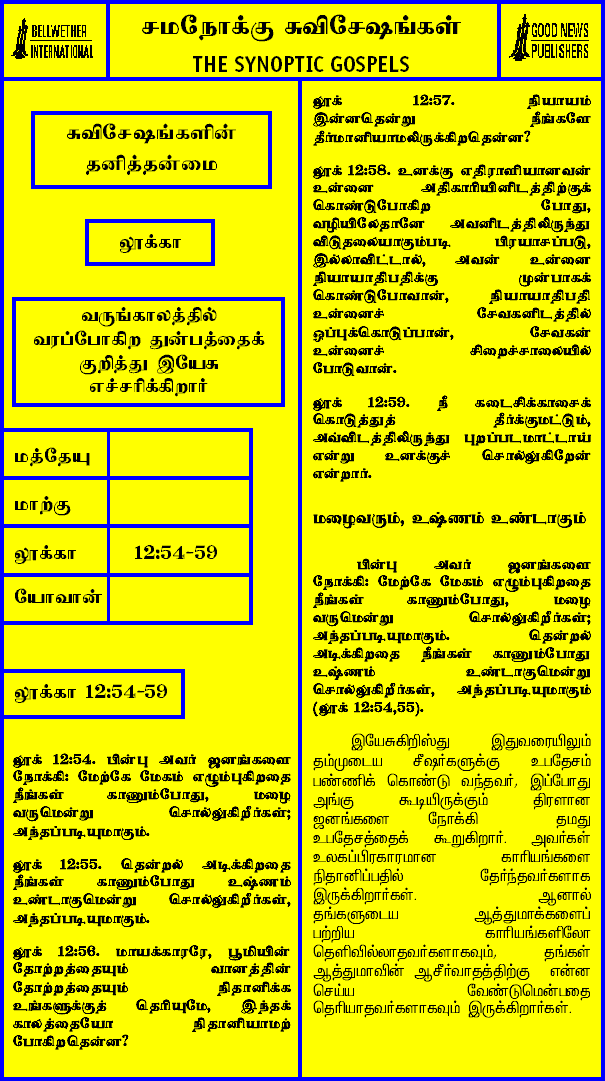 BELLWETHER
INTERNATIONAL
சமநோக்கு சுவிசேஷங்கள்
THE SYNOPTIC GOSPELS
GOOD NEWS
PUBLISHERS
சுவிசேஷங்களின்
தனித்தன்மை
லூக்கா
வருங்காலத்தில்
வரப்போகிற துன்பத்தைக்
குறித்து இயேசு
எச்சரிக்கிறார்
மத்தேயு
மாற்கு
லூக்கா 12:54-59
யோவான்
லூக்கா 12:54-59
லூக் 12:54. பின்பு அவர் ஜனங்களை
நோக்கி: மேற்கே மேகம் எழும்புகிறதை
நீங்கள் காணும்போது, மழை
வருமென்று சொல்லுகிறீர்கள்;
அந்தப்படியுமாகும்.
லூக் 12:55. தென்றல் அடிக்கிறதை
நீங்கள் காணும்போது உஷ்ணம்
உண்டாகுமென்று சொல்லுகிறீர்கள்,
அந்தப்படியுமாகும்.
லூக் 12:56. மாயக்காரரே, பூமியின்
தோற்றத்தையும் வானத்தின்
தோற்றத்தையும் நிதானிக்க
உங்களுக்குத் தெரியுமே, இந்தக்
காலத்தையோ நிதானியாமற்
போகிறதென்ன?
லூக் 12:57. நியாயம்
இன்னதென்று நீங்களே
தீர்மானியாமலிருக்கிறதென்ன?
லூக் 12:58. உனக்கு எதிராளியானவன்
உன்னை அதிகாரியினிடத்திற்குக்
கொண்டுபோகிற போது,
வழியிலேதானே அவனிடத்திலிருந்து
விடுதலையாகும்படி பிரயாசப்படு,
இல்லாவிட்டால், அவன் உன்னை
நியாயாதிபதிக்கு முன்பாகக்
கொண்டுபோவான், நியாயாதிபதி
உன்னைச் சேவகனிடத்தில்
ஒப்புக்கொடுப்பான், சேவகன்
உன்னைச் சிறைச்சாலையில்
போடுவான்.
லூக் 12:59. நீ கடைசிக்காசைக்
கொடுத்துத் தீர்க்குமட்டும்,
அவ்விடத்திலிருந்து புறப்படமாட்டாய்
என்று உனக்குச் சொல்லுகிறேன்
என்றார்.
மழைவரும், உஷ்ணம் உண்டாகும்
பின்பு அவர் ஜனங்களை
நோக்கி: மேற்கே மேகம் எழும்புகிறதை
நீங்கள் காணும்போது, மழை
வருமென்று சொல்லுகிறீர்கள்;
அந்தப்படியுமாகும். தென்றல்
அடிக்கிறதை நீங்கள் காணும்போது
உஷ்ணம் உண்டாகுமென்று
சொல்லுகிறீர்கள், அந்தப்படியுமாகும்
(லூக் 12:54,55).
இயேசுகிறிஸ்து இதுவரையிலும்
தம்முடைய சீஷர்களுக்கு உபதேசம்
பண்ணிக் கொண்டு வந்தவர், இப்போது
அங்கு கூடியிருக்கும் திரளான
ஜனங்களை நோக்கி தமது
உபதேசத்தைக் கூறுகிறார். அவர்கள்
உலகப்பிரகாரமான காரியங்களை
நிதானிப்பதில் தேர்ந்தவர்களாக
இருக்கிறார்கள். ஆனால்
தங்களுடைய ஆத்துமாக்களைப்
பற்றிய காரியங்களிலோ
தெளிவில்லாதவர்களாகவும், தங்கள்
ஆத்துமாவின் ஆசீர்வாதத்திற்கு என்ன
செய்ய வேண்டுமென்பதை
தெரியாதவர்களாகவும் இருக்கிறார்கள்.